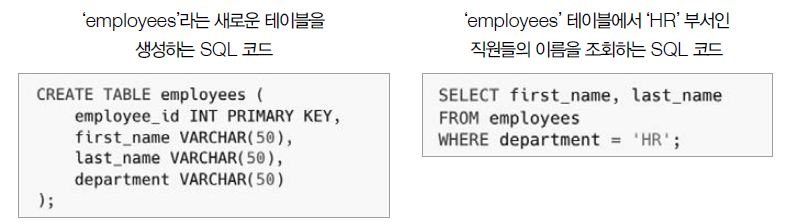 ‘employees’라는 새로운 테이블을
생성하는 SQL 코드
CREATE TABLE employees (
    employee_id INT PRIMARY KEY,
    first_name VARCHAR(50),
    last_name VARCHAR(50),
    department VARCHAR(50)
);
‘employees’ 테이블에서 ‘HR’ 부서인
직원들의 이름을 조회하는 SQL 코드
SELECT first_name, last_name
FROM employees
WHERE department = 'HR';